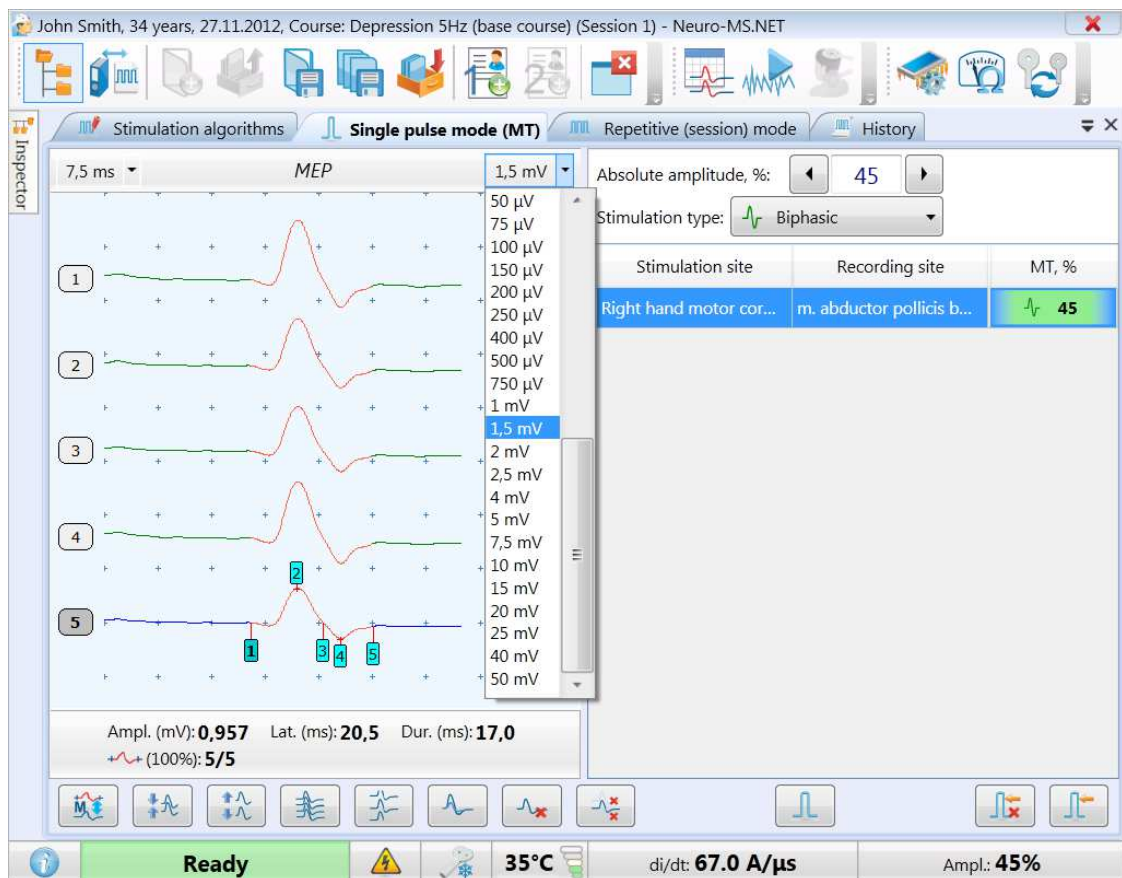 John Smith, 34 years, 27.11.2012, Course: Depression 5Hz (base course) (Session 1) - Neuro-MS.NET
Inspector
Stimulation algorithms
Single pulse mode (MT)
Repetitive (session) mode
History
7,5 ms
MEP
1,5 mV
50 µV
75 µV
100 µV
150 µV
200 µV
250 µV
400 µV
500 µV
750 µV
1 mV
1,5 mV
2 mV
2,5 mV
4 mV
5 mV
7,5 mV
10 mV
15 mV
20 mV
25 mV
40 mV
50 mV
1
2
3
4
5
2
1
3
4
5
Ampl. (mV): 0,957 Lat. (ms): 20,5 Dur. (ms): 17,0
(100%): 5/5
Absolute amplitude, %: 45
Stimulation type: Biphasic
Stimulation site Recording site MT, %
Right hand motor cor... m. abductor pollicis b... 45
M
Ready
35°C
di/dt: 67.0 A/µs
Ampl.: 45%